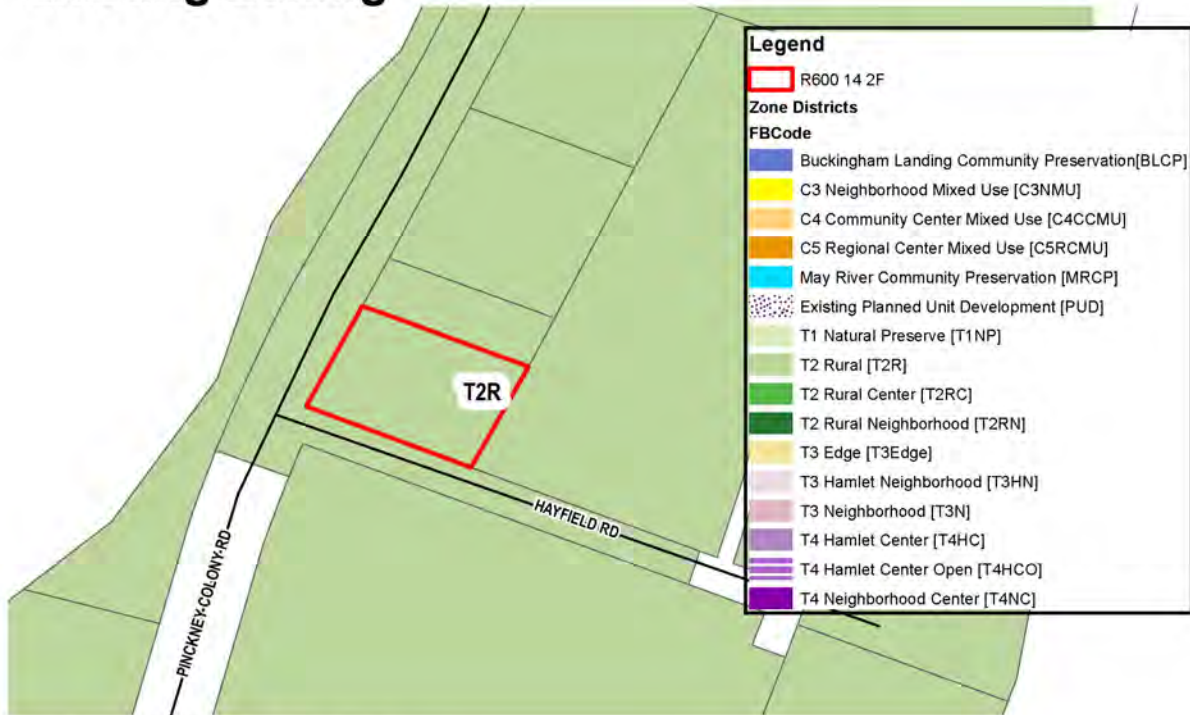 Legend
R600 14 2F
Zone Districts
FBCode
Buckingham Landing Community Preservation[BLCP]
C3 Neighborhood Mixed Use [C3NMU]
C4 Community Center Mixed Use [C4CCMU]
C5 Regional Center Mixed Use [C5RCMU]
May River Community Preservation [MRCP]
Existing Planned Unit Development [PUD]
T1 Natural Preserve [T1NP]
T2 Rural [T2R]
T2 Rural Center [T2RC]
T2 Rural Neighborhood [T2RN]
T3 Edge [T3Edge]
T3 Hamlet Neighborhood [T3HN]
T3 Neighborhood [T3N]
T4 Hamlet Center [T4HC]
T4 Hamlet Center Open [T4HCO]
T4 Neighborhood Center [T4NC]
T2R
HAYFIELD RD
PINCKNEY-COLONY-RD